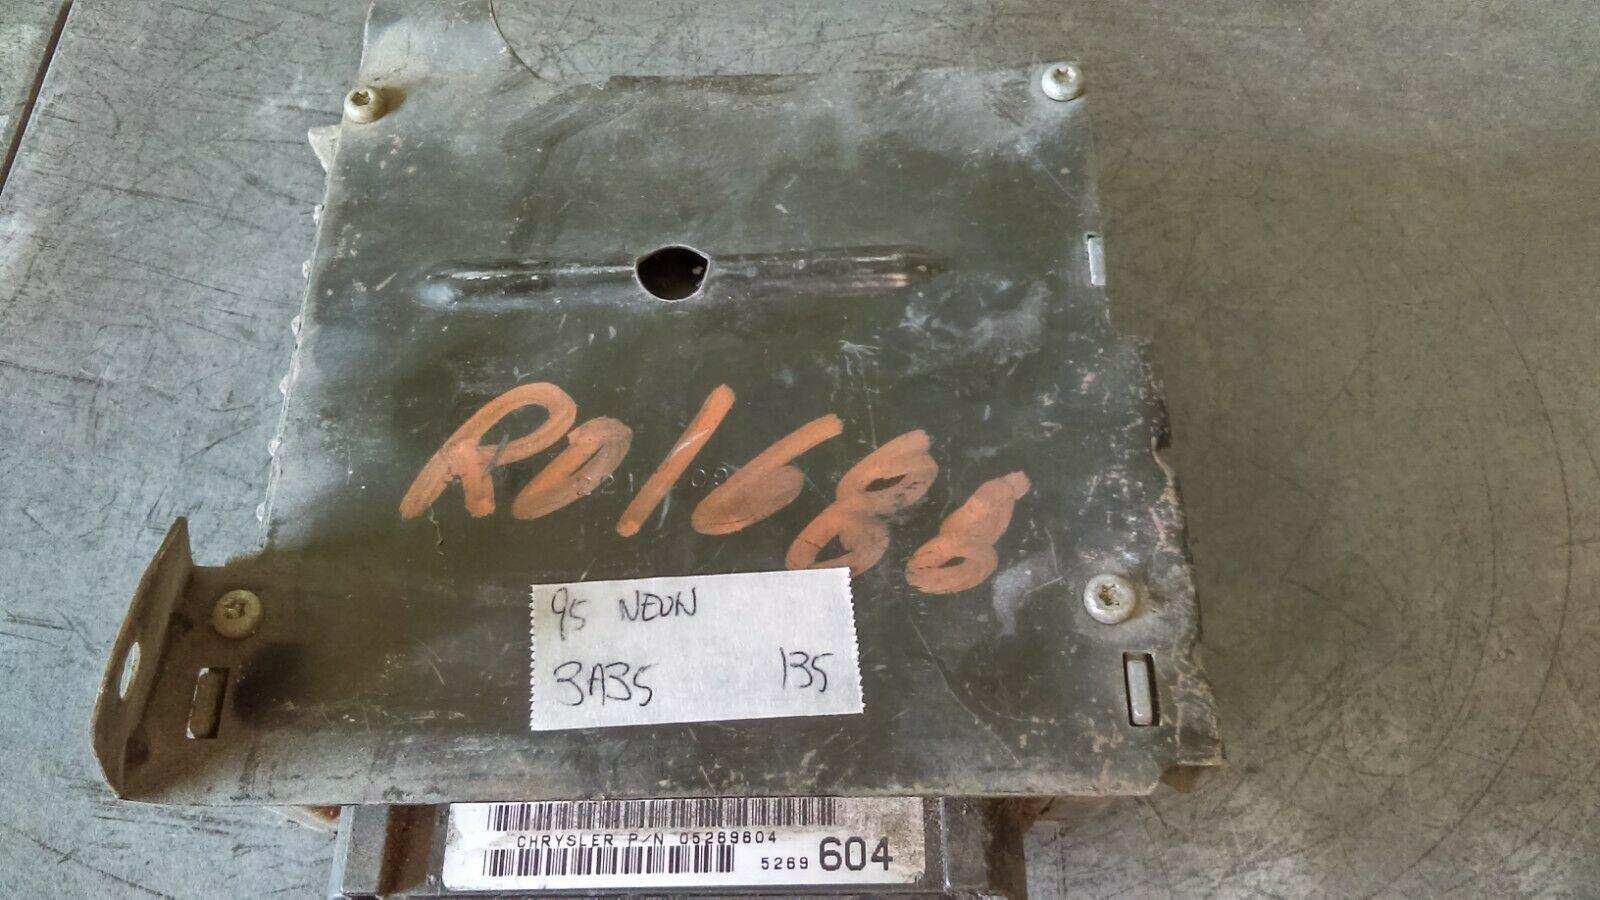 RD1688
95 NEON
3A35 135
CHRYSLER P/N 05269604
5269 604